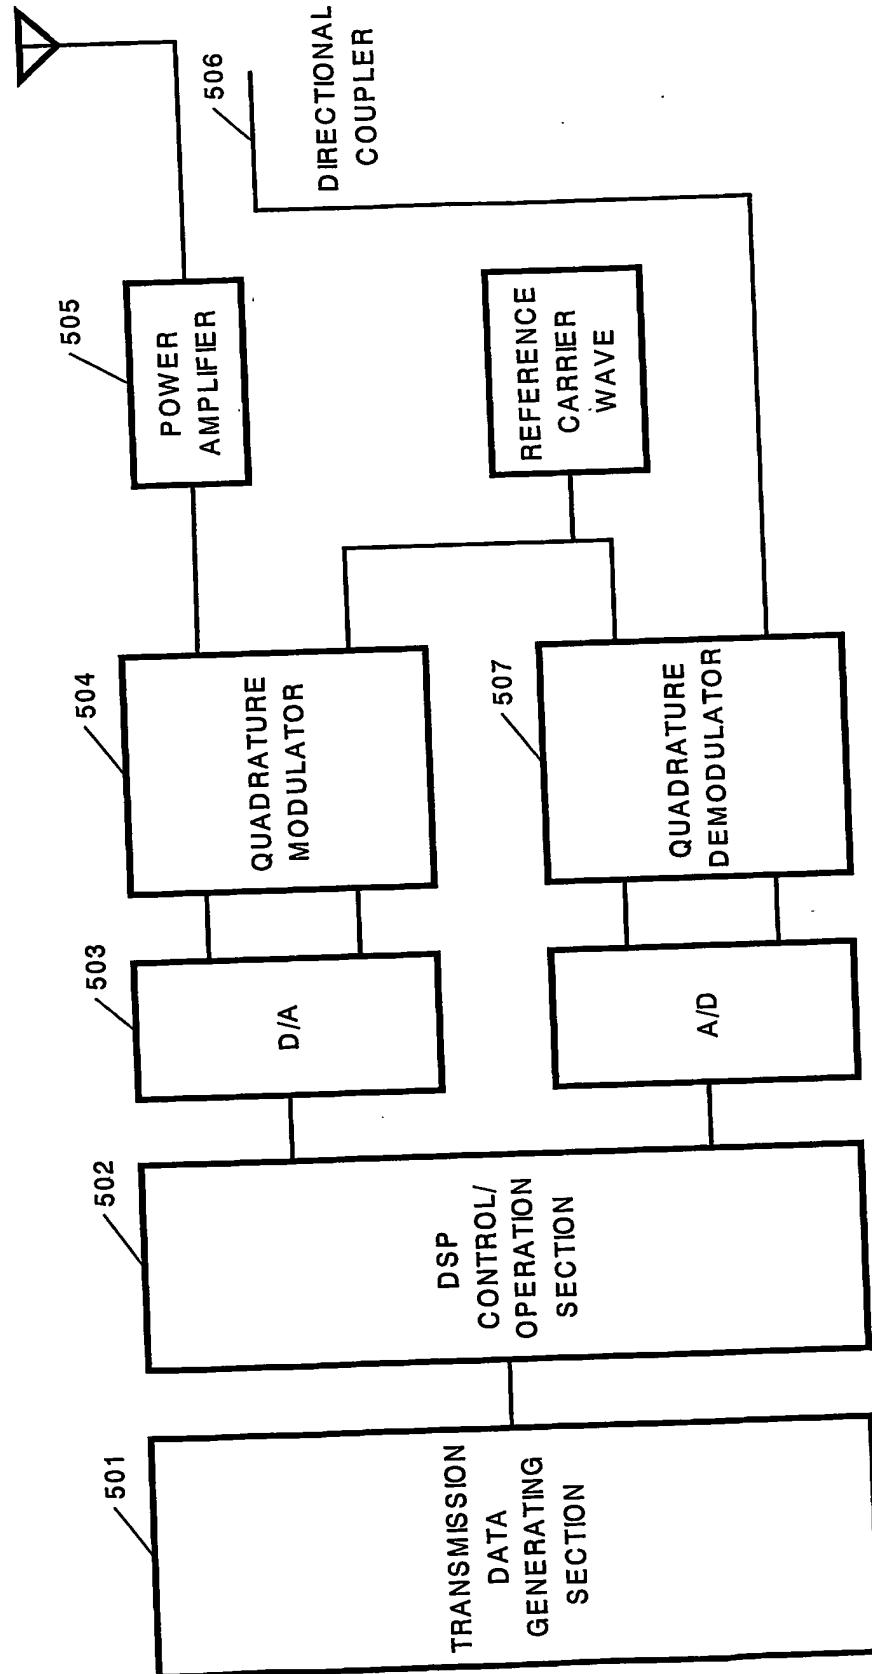 501
TRANSMISSION
DATA
GENERATING
SECTION
502
DSP
CONTROL/
OPERATION
SECTION
503
D/A
504
QUADRATURE
MODULATOR
505
POWER
AMPLIFIER
506
DIRECTIONAL
COUPLER
REFERENCE
CARRIER
WAVE
507
QUADRATURE
DEMODULATOR
A/D